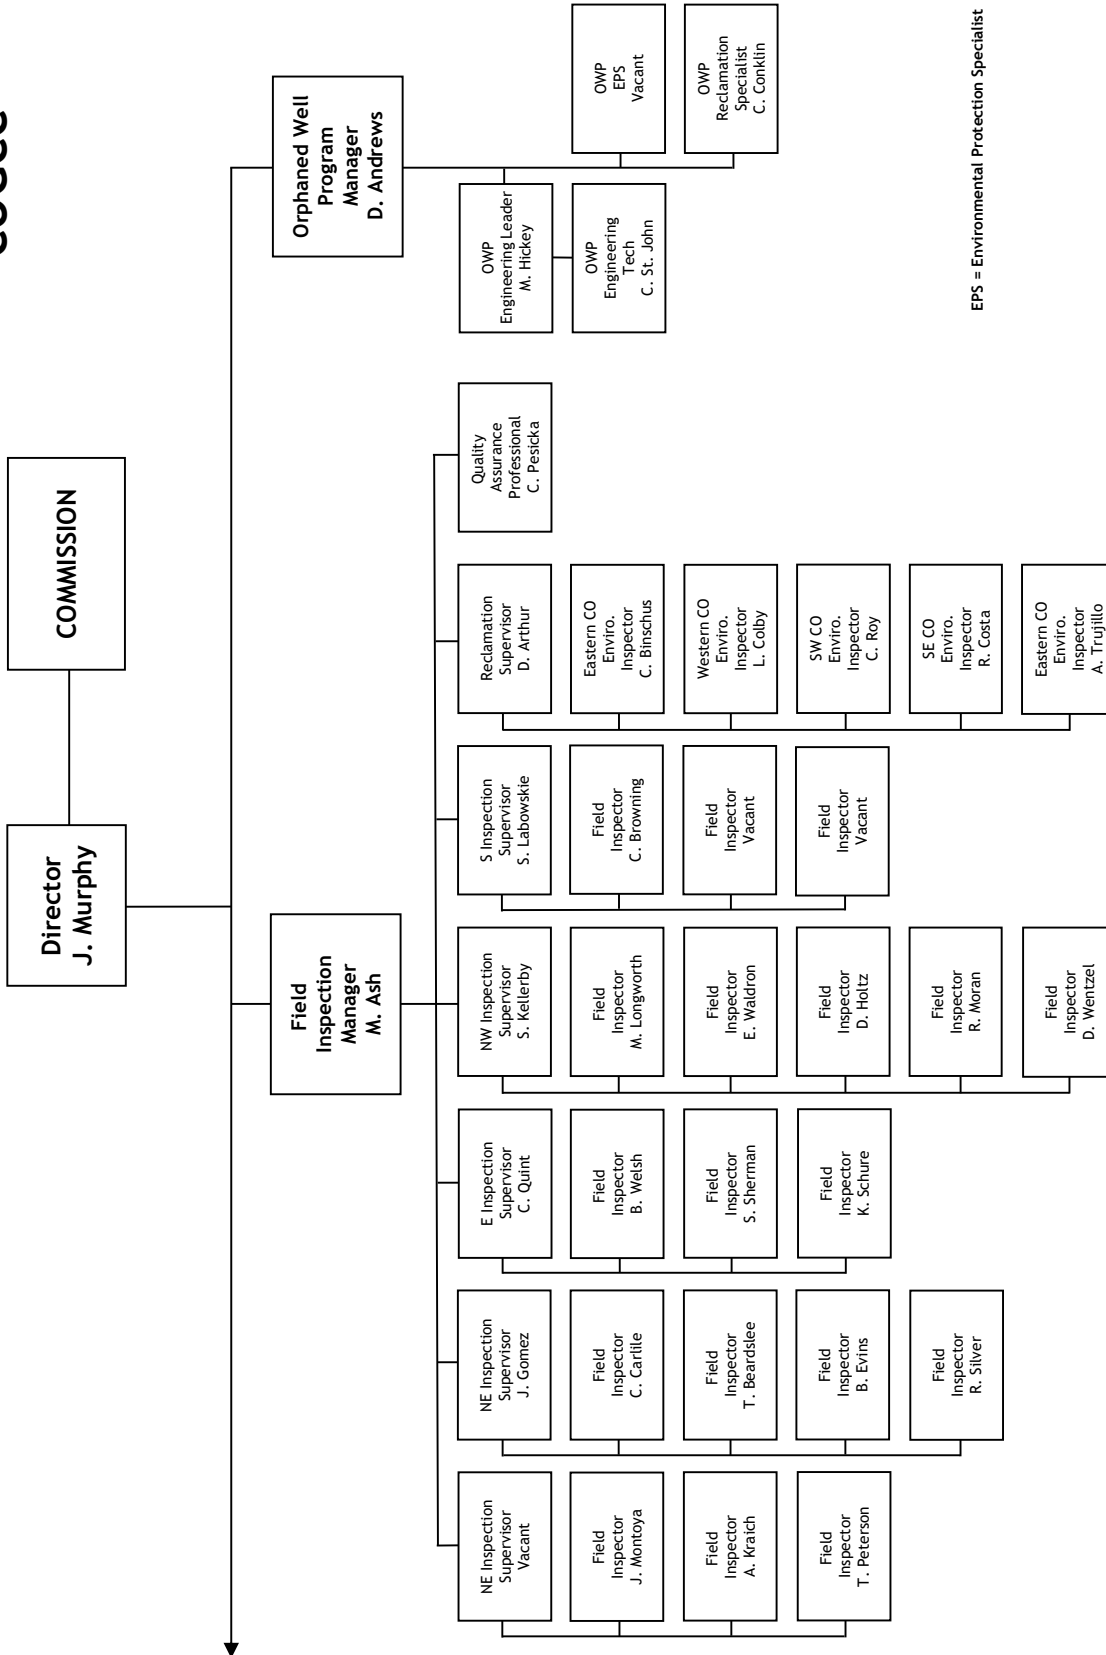 Director
J. Murphy
COMMISSION
Field
Inspection
Manager
M. Ash
Orphaned Well
Program
Manager
D. Andrews
NE Inspection
Supervisor
Vacant
Field
Inspector
J. Montoya
Field
Inspector
A. Kraich
Field
Inspector
T. Peterson
NE Inspection
Supervisor
J. Gomez
Field
Inspector
C. Carlile
Field
Inspector
T. Beardslee
Field
Inspector
B. Evins
Field
Inspector
R. Silver
E Inspection
Supervisor
C. Quint
Field
Inspector
B. Welsh
Field
Inspector
S. Sherman
Field
Inspector
K. Schure
NW Inspection
Supervisor
S. Kellerby
Field
Inspector
M. Longworth
Field
Inspector
E. Waldron
Field
Inspector
D. Holtz
Field
Inspector
R. Moran
Field
Inspector
D. Wentzel
S Inspection
Supervisor
S. Labowskie
Field
Inspector
C. Browning
Field
Inspector
Vacant
Field
Inspector
Vacant
Reclamation
Supervisor
D. Arthur
Eastern CO
Enviro.
Inspector
C. Binschus
Western CO
Enviro.
Inspector
L. Colby
SW CO
Enviro.
Inspector
C. Roy
SE CO
Enviro.
Inspector
R. Costa
Eastern CO
Enviro.
Inspector
A. Trujillo
Quality
Assurance
Professional
C. Pesicka
OWP
Engineering Leader
M. Hickey
OWP
Engineering
Tech
C. St. John
OWP
EPS
Vacant
OWP
Reclamation
Specialist
C. Conklin
EPS = Environmental Protection Specialist